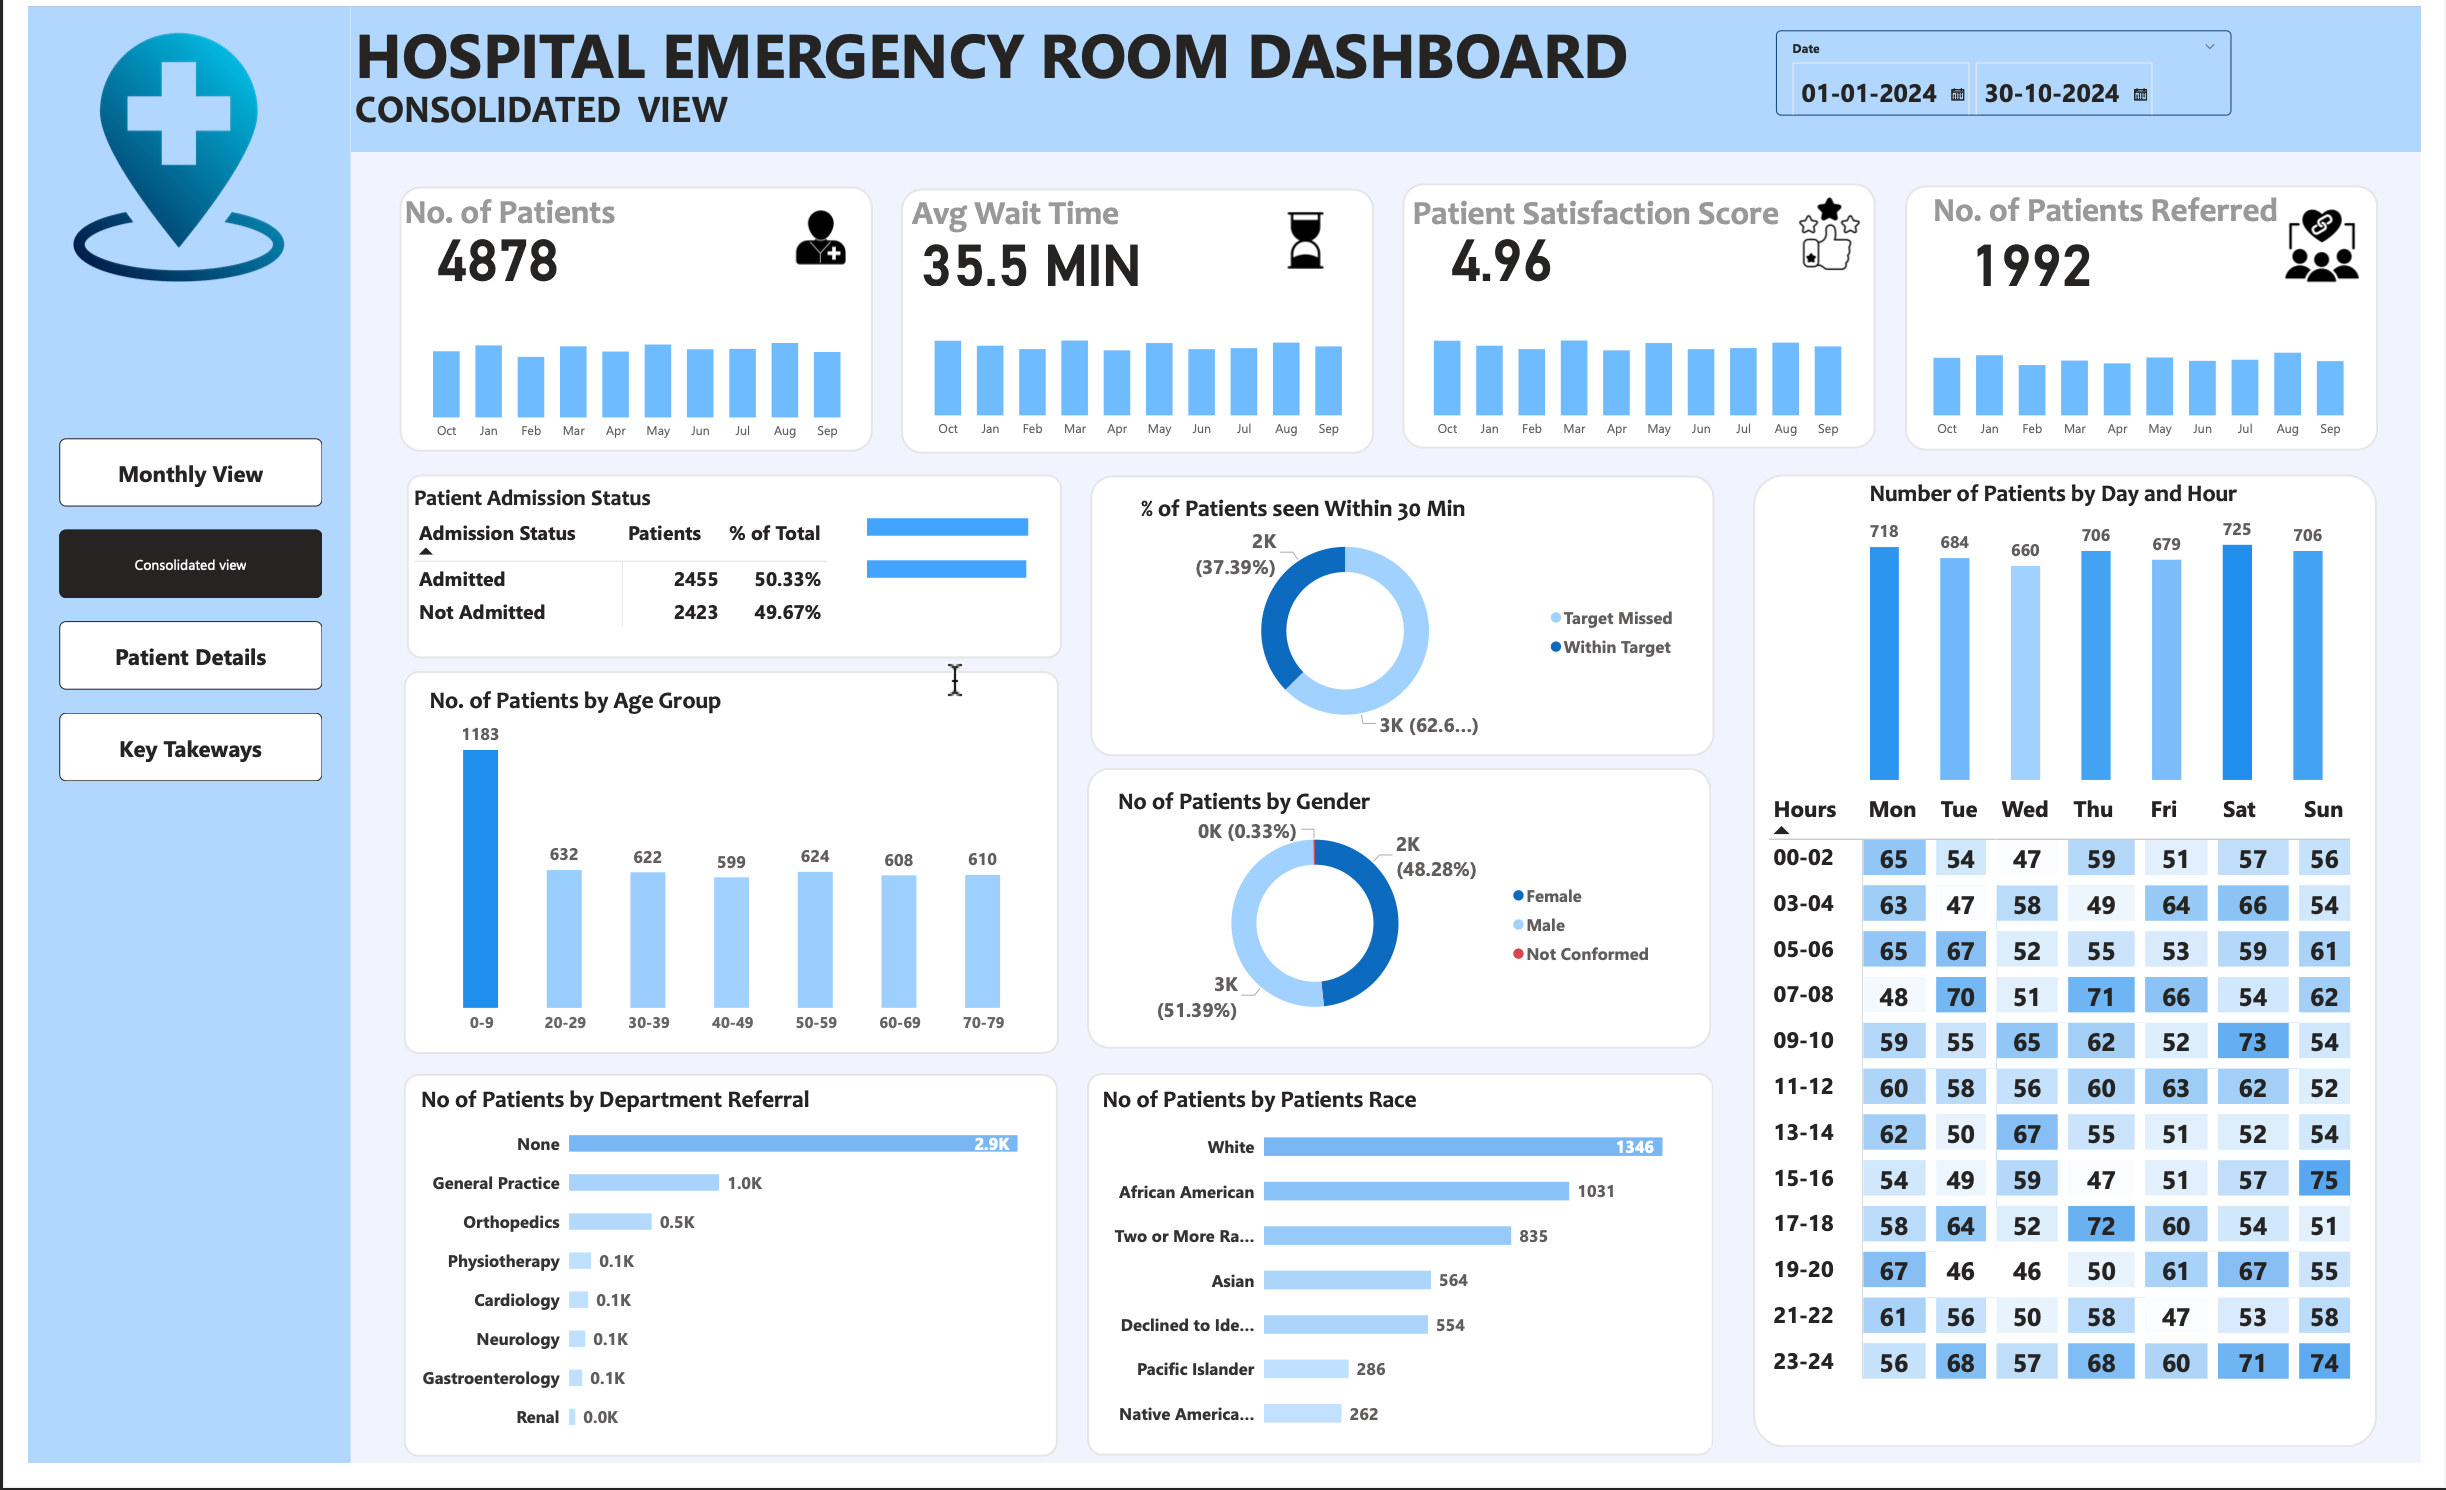 HOSPITAL EMERGENCY ROOM DASHBOARD
CONSOLIDATED VIEW
Date
01-01-2024 30-10-2024
Monthly View
Consolidated view
Patient Details
Key Takeways
No. of Patients
4878
Oct Jan Feb Mar Apr May Jun Jul Aug Sep
Avg Wait Time
35.5 MIN
Oct Jan Feb Mar Apr May Jun Jul Aug Sep
Patient Satisfaction Score
4.96
Oct Jan Feb Mar Apr May Jun Jul Aug Sep
No. of Patients Referred
1992
Oct Jan Feb Mar Apr May Jun Jul Aug Sep
Patient Admission Status
Admission Status Patients % of Total
Admitted 2455 50.33%
Not Admitted 2423 49.67%
% of Patients seen Within 30 Min
2K
(37.39%)
3K (62.6...)
Target Missed
Within Target
No. of Patients by Age Group
1183 632 622 599 624 608 610
0-9 20-29 30-39 40-49 50-59 60-69 70-79
No of Patients by Gender
0K (0.33%)
2K
(48.28%)
3K
(51.39%)
Female
Male
Not Conformed
No of Patients by Department Referral
None 2.9K
General Practice 1.0K
Orthopedics 0.5K
Physiotherapy 0.1K
Cardiology 0.1K
Neurology 0.1K
Gastroenterology 0.1K
Renal 0.0K
No of Patients by Patients Race
White 1346
African American 1031
Two or More Ra... 835
Asian 564
Declined to Ide... 554
Pacific Islander 286
Native America... 262
Number of Patients by Day and Hour
718 684 660 706 679 725 706
Hours Mon Tue Wed Thu Fri Sat Sun
00-02 65 54 47 59 51 57 56
03-04 63 47 58 49 64 66 54
05-06 65 67 52 55 53 59 61
07-08 48 70 51 71 66 54 62
09-10 59 55 65 62 52 73 54
11-12 60 58 56 60 63 62 52
13-14 62 50 67 55 51 52 54
15-16 54 49 59 47 51 57 75
17-18 58 64 52 72 60 54 51
19-20 67 46 46 50 61 67 55
21-22 61 56 50 58 47 53 58
23-24 56 68 57 68 60 71 74